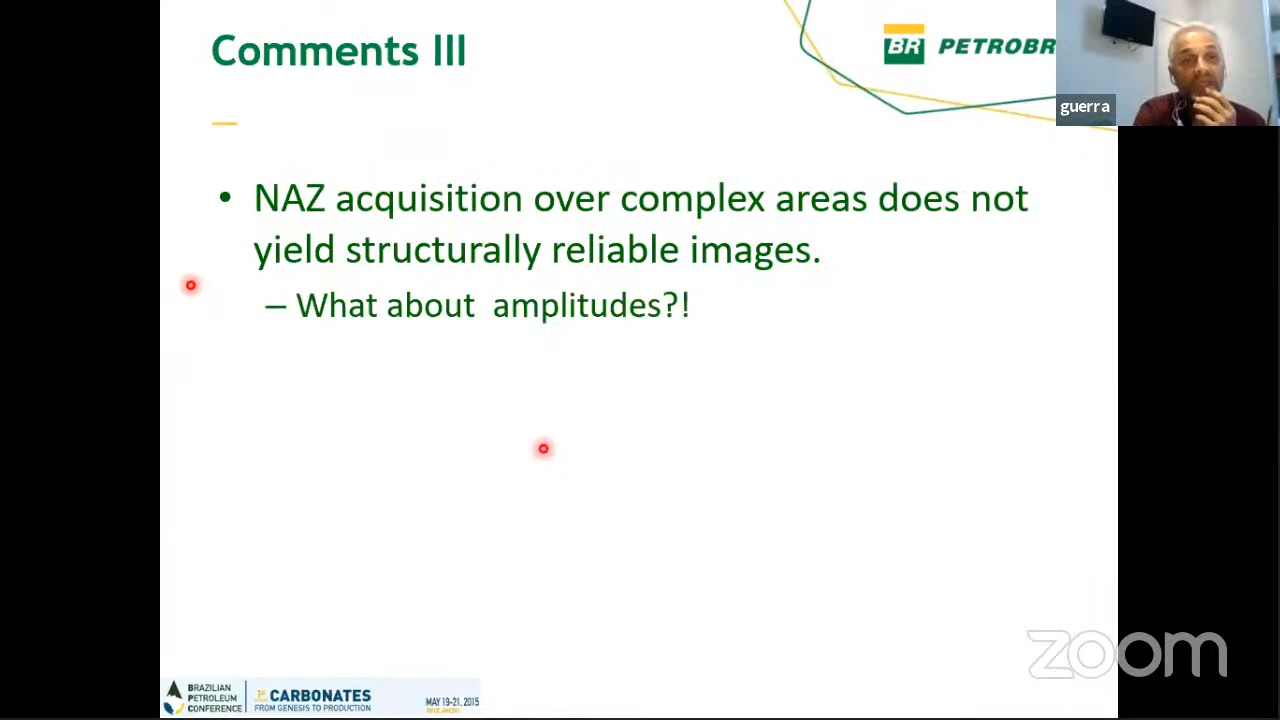 Comments III
BR PETROBR
guerra
• NAZ acquisition over complex areas does not
yield structurally reliable images.
– What about  amplitudes?!
zoom
BRAZILIAN
PETROLEUM
CONFERENCE
CARBONATES
FROM GENESIS TO PRODUCTION
MAY 19-21, 2015